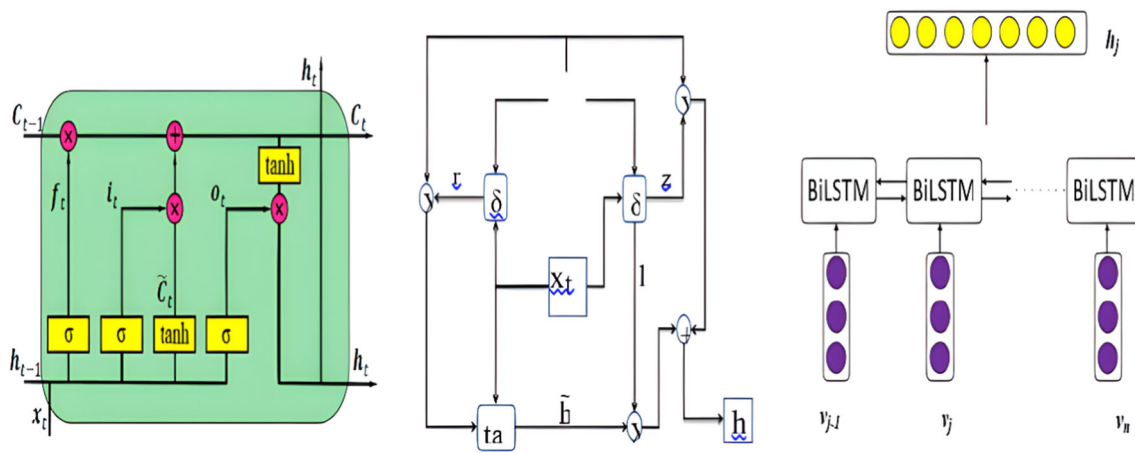 h_t
C_{t-1} × + C_t
tanh
f_t i_t × o_t ×
C̃_t
σ σ tanh σ
h_{t-1} h_t
x_t
y
r z
y δ δ
x_t 1
+
h̃
ta y h
h_j
BiLSTM BiLSTM ........ BiLSTM
v_{j-1} v_j v_n